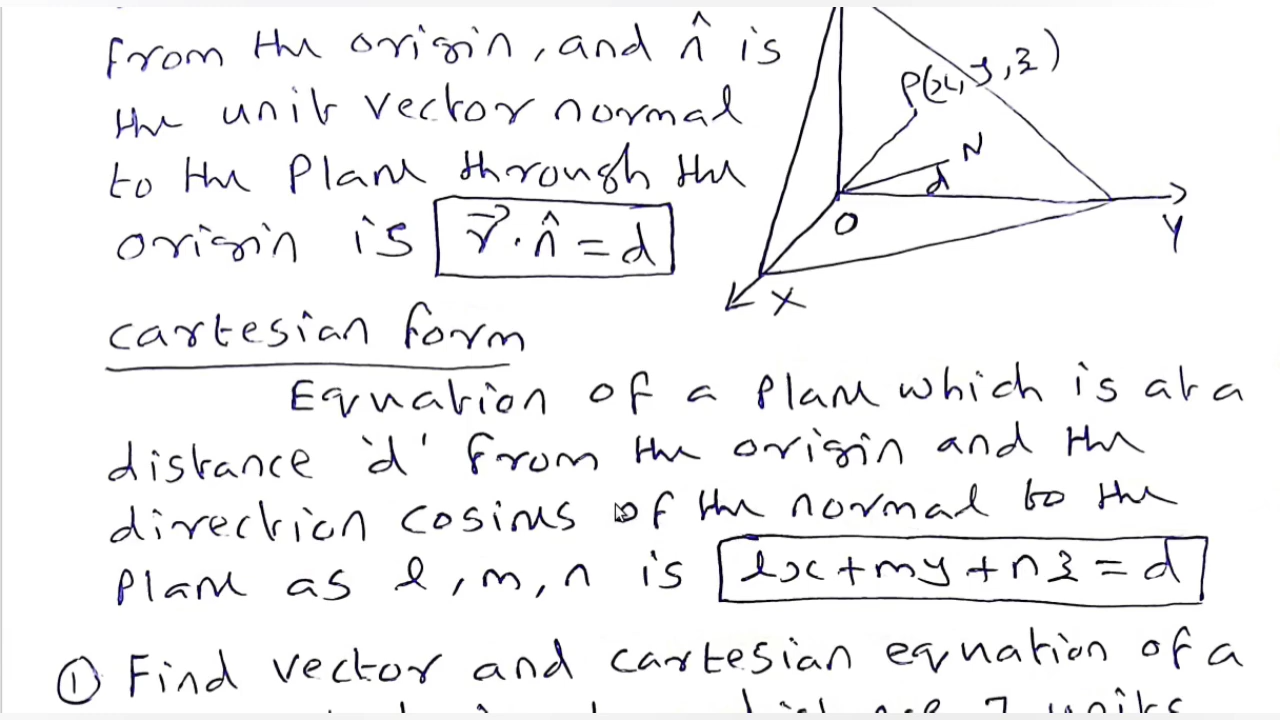 from the origin, and n̂ is
the unit vector normal
to the plane through the
origin is r⃗·n̂ = d
P(x, y, z)
N
d
O
Y
X
cartesian form
Equation of a plane which is at a
distance 'd' from the origin and the
direction cosines of the normal to the
plane as l, m, n is lx + my + nz = d
① Find vector and cartesian equation of a
7 units